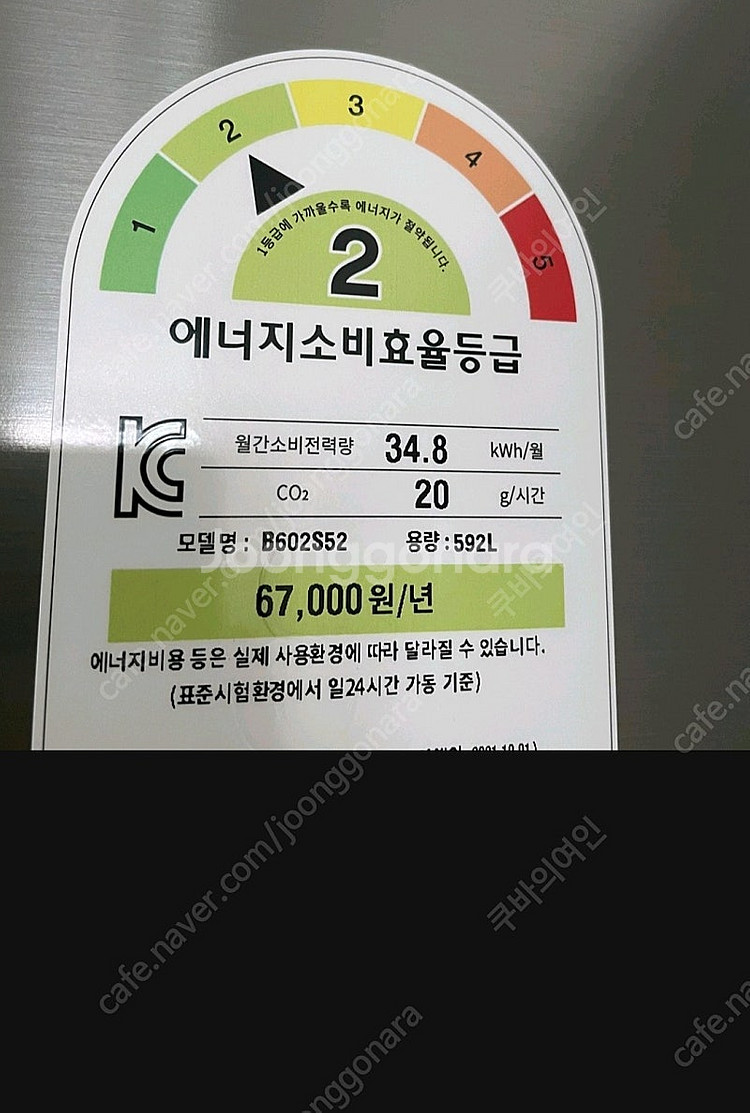 1
2
3
4
5
1등급에 가까울수록 에너지가 절약됩니다.
2
에너지소비효율등급
월간소비전력량 34.8 kWh/월
CO₂ 20 g/시간
모델명 : B602S52 용량 : 592L
67,000원/년
에너지비용 등은 실제 사용환경에 따라 달라질 수 있습니다.
(표준시험환경에서 일24시간 가동 기준)
Joonggonara
cafe.naver.com/joonggonara
쿠바의여인